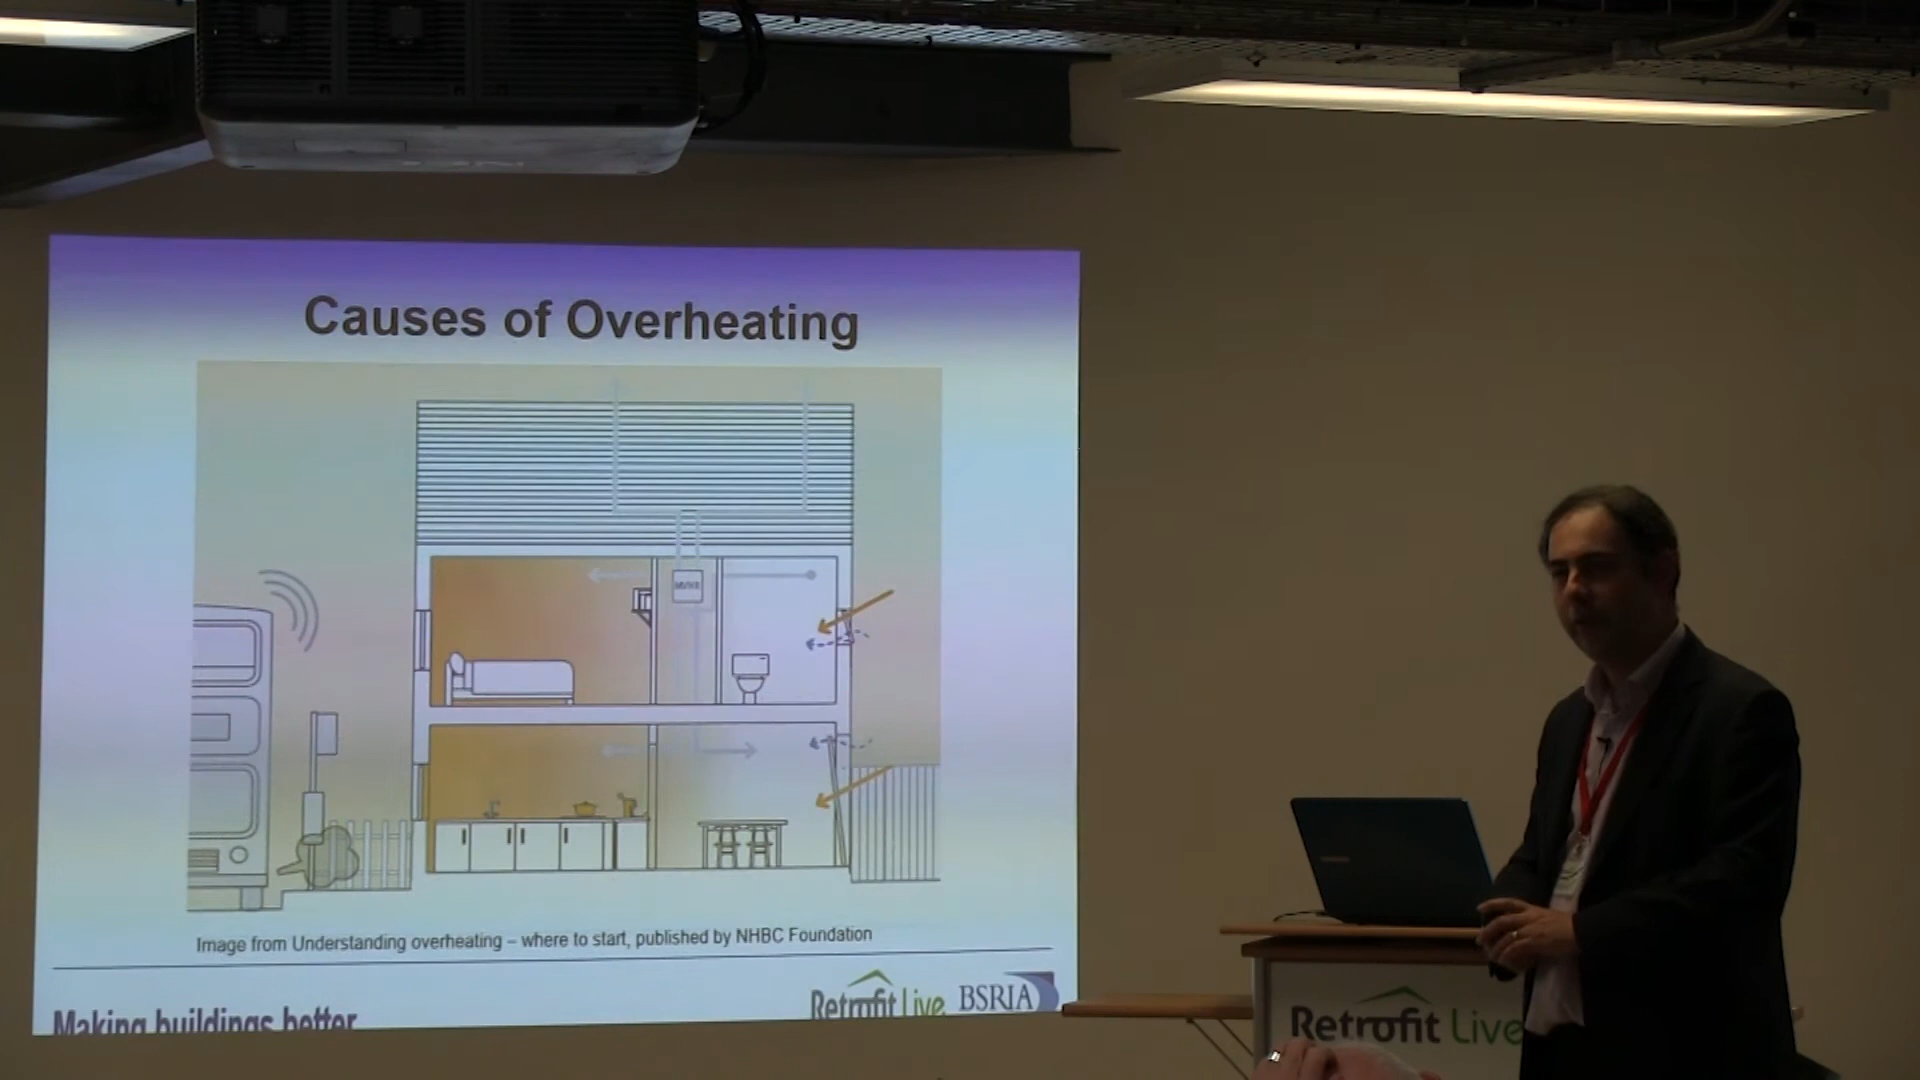 Causes of Overheating
MVHR
Image from Understanding overheating – where to start, published by NHBC Foundation
Retrofit Live BSRIA
Making buildings better
Retrofit Live